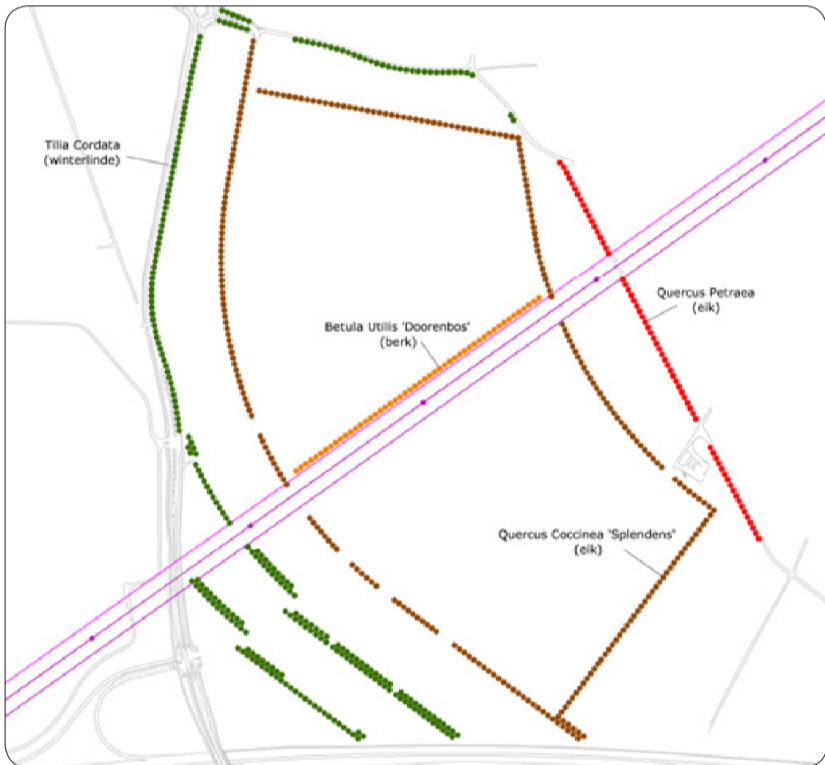 Tilia Cordata
(winterlinde)
Quercus Petraea
(eik)
Betula Utilis 'Doorenbos'
(berk)
Quercus Coccinea 'Splendens'
(eik)